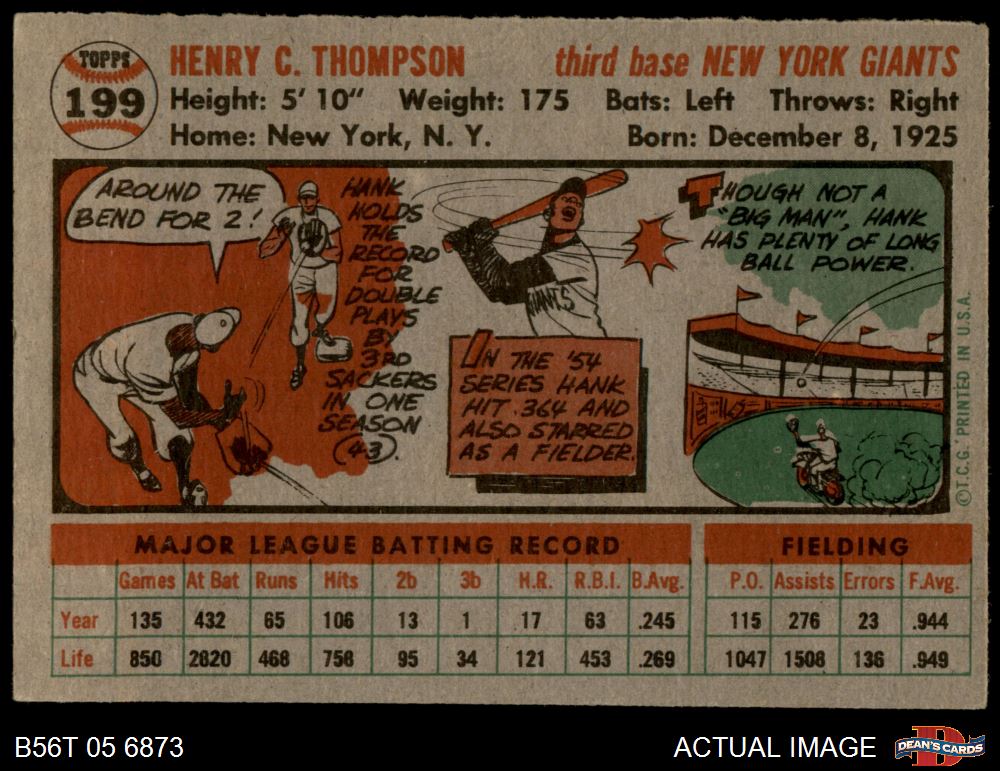 TOPPS
199
HENRY C. THOMPSON third base NEW YORK GIANTS
Height: 5' 10" Weight: 175 Bats: Left Throws: Right
Home: New York, N. Y. Born: December 8, 1925
AROUND THE
BEND FOR 2!
HANK
HOLDS
THE
RECORD
FOR
DOUBLE
PLAYS
BY
3RD
SACKERS
IN ONE
SEASON
(43).
GIANTS
IN THE '54
SERIES HANK
HIT .364 AND
ALSO STARRED
AS A FIELDER.
THOUGH NOT A
"BIG MAN", HANK
HAS PLENTY OF LONG
BALL POWER.
©T.C.G. PRINTED IN U.S.A.
MAJOR LEAGUE BATTING RECORD FIELDING
Games At Bat Runs Hits 2b 3b H.R. R.B.I. B.Avg. P.O. Assists Errors F.Avg.
Year 135 432 65 106 13 1 17 63 .245 115 276 23 .944
Life 850 2820 468 758 95 34 121 453 .269 1047 1508 136 .949
B56T 05 6873 ACTUAL IMAGE DEAN'S CARDS